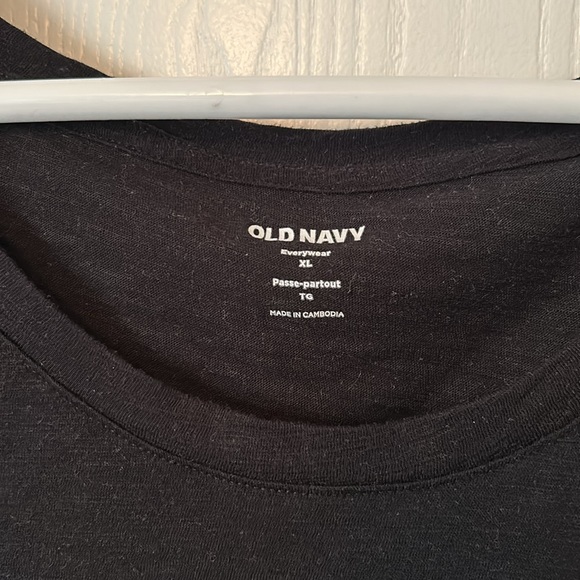 OLD NAVY
Everywear
XL
Passe-partout
TG
MADE IN CAMBODIA